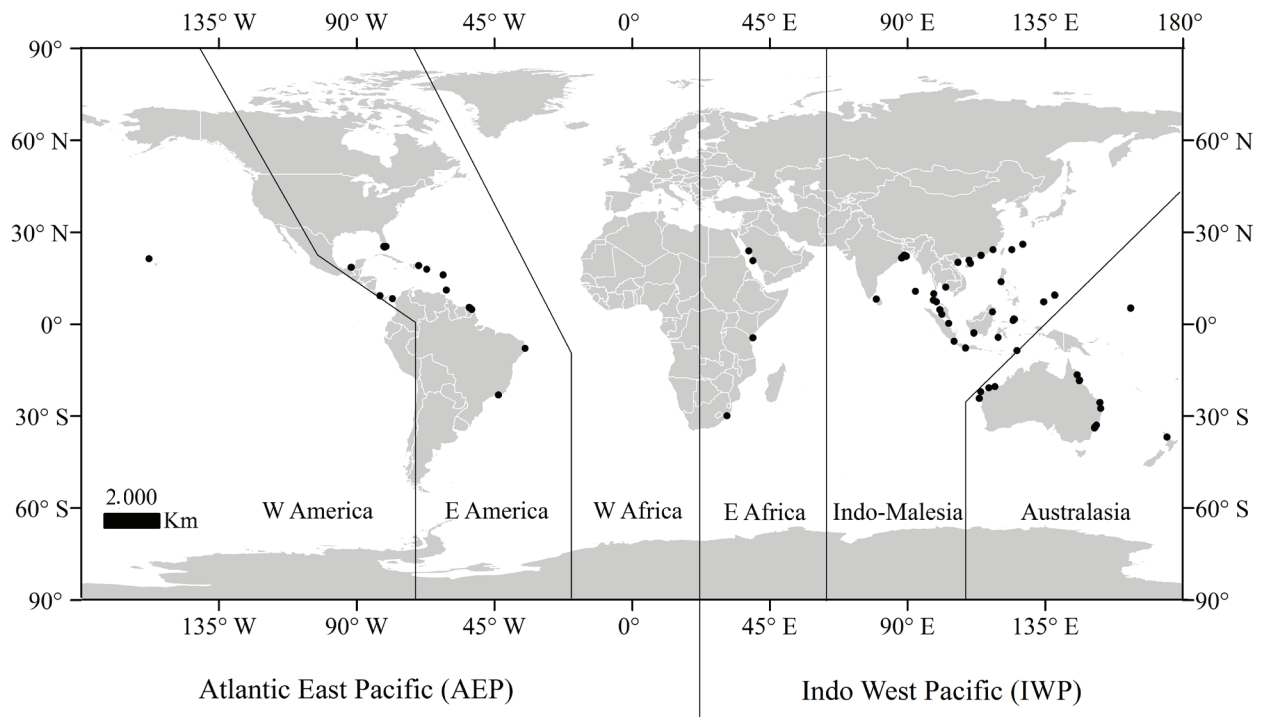 135° W 90° W 45° W 0° 45° E 90° E 135° E 180°
90° 90°
60° N 60° N
30° N 30° N
0° 0°
30° S 30° S
60° S 60° S
2.000
Km
W America E America W Africa E Africa Indo-Malesia Australasia
90° 90°
135° W 90° W 45° W 0° 45° E 90° E 135° E
Atlantic East Pacific (AEP) Indo West Pacific (IWP)